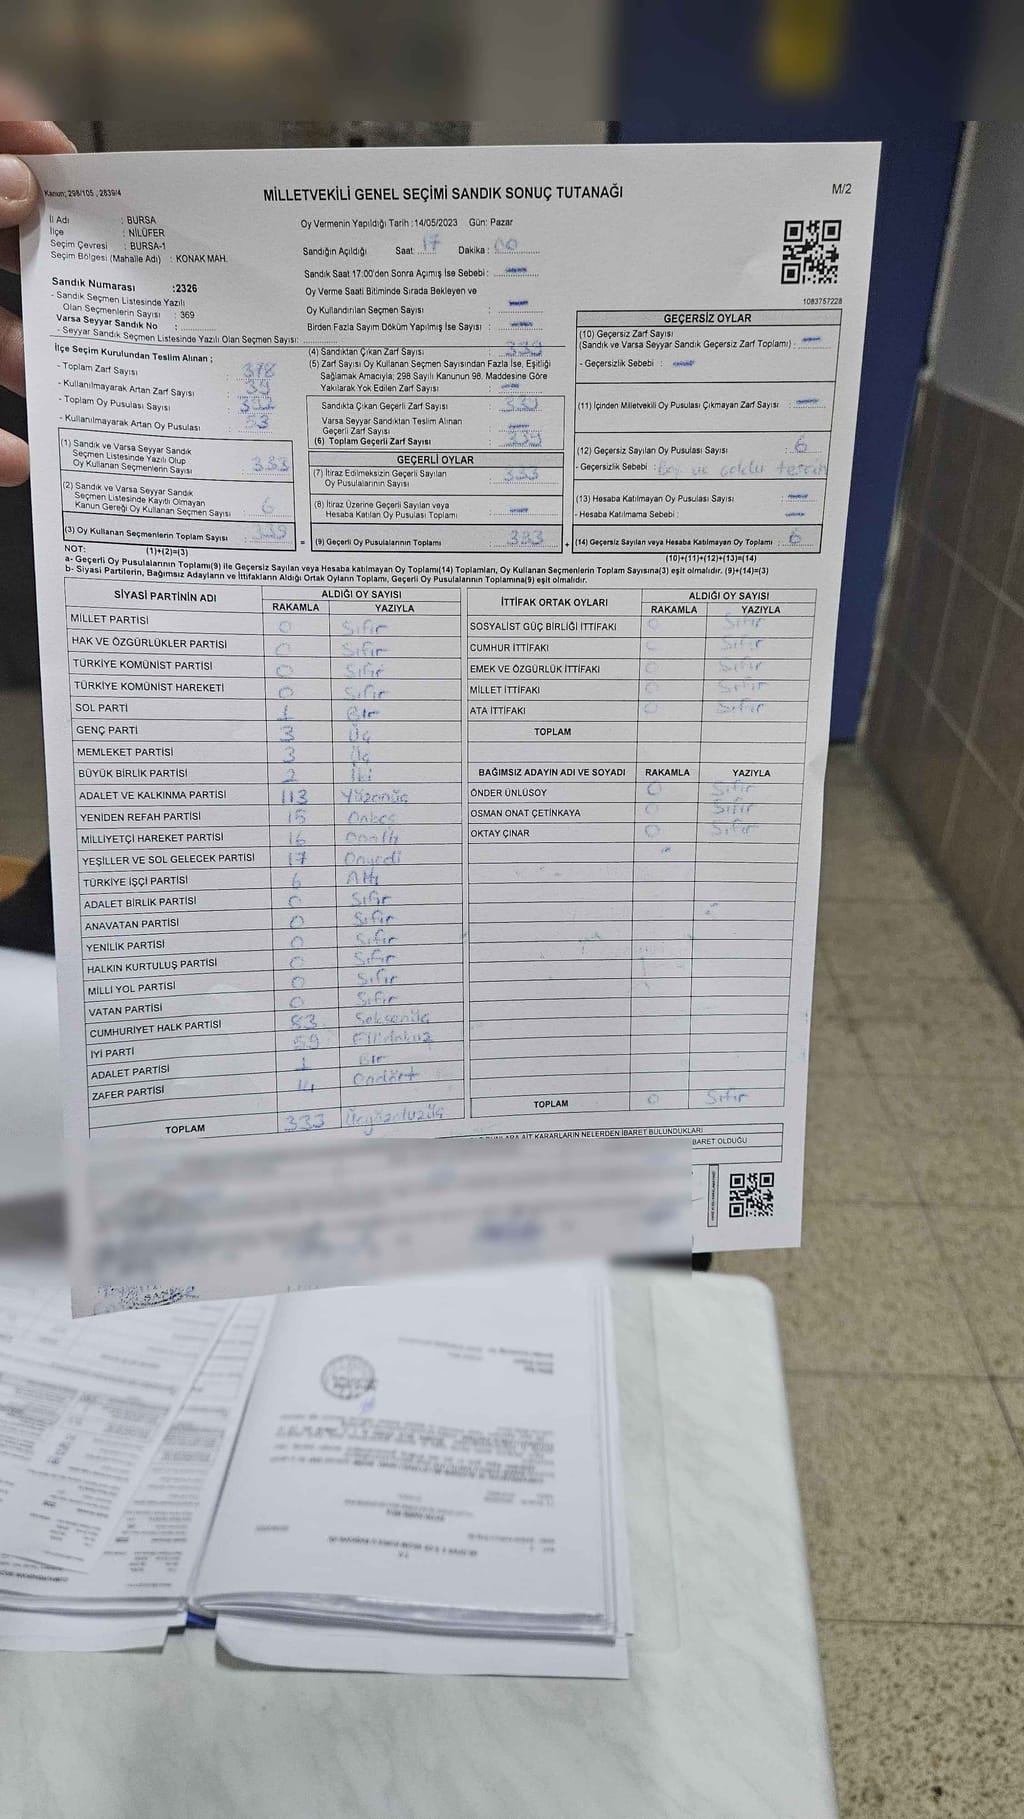 Kanun; 298/105 , 2839/4
MİLLETVEKİLİ GENEL SEÇİMİ SANDIK SONUÇ TUTANAĞI
M/2
İl Adı : BURSA
İlçe : NİLÜFER
Seçim Çevresi : BURSA-1
Seçim Bölgesi (Mahalle Adı) : KONAK MAH.
Oy Vermenin Yapıldığı Tarih :14/05/2023 Gün: Pazar
Sandığın Açıldığı Saat: 17 Dakika : 00
Sandık Saat 17:00'den Sonra Açımış İse Sebebi :
Oy Verme Saati Bitiminde Sırada Bekleyen ve
Oy Kullandırılan Seçmen Sayısı :
Birden Fazla Sayım Döküm Yapılmış İse Sayısı :
1083757228
Sandık Numarası :2326
- Sandık Seçmen Listesinde Yazılı
Olan Seçmenlerin Sayısı : 369
Varsa Seyyar Sandık No :
- Seyyar Sandık Seçmen Listesinde Yazılı Olan Seçmen Sayısı:
İlçe Seçim Kurulundan Teslim Alınan ;
- Toplam Zarf Sayısı : 378
- Kullanılmayarak Artan Zarf Sayısı : 39
- Toplam Oy Pusulası Sayısı :
- Kullanılmayarak Artan Oy Pusulası : 53
(1) Sandık ve Varsa Seyyar Sandık
Seçmen Listesinde Yazılı Olup
Oy Kullanan Seçmenlerin Sayısı : 333
(2) Sandık ve Varsa Seyyar Sandık
Seçmen Listesinde Kayıtlı Olmayan
Kanun Gereği Oy Kullanan Seçmen Sayısı : 6
(3) Oy Kullanan Seçmenlerin Toplam Sayısı : 339
(4) Sandıktan Çıkan Zarf Sayısı : 339
(5) Zarf Sayısı Oy Kullanan Seçmen Sayısından Fazla İse, Eşitliği
Sağlamak Amacıyla; 298 Sayılı Kanunun 98. Maddesine Göre
Yakılarak Yok Edilen Zarf Sayısı :
Sandıkta Çıkan Geçerli Zarf Sayısı : 339
Varsa Seyyar Sandıktan Teslim Alınan
Geçerli Zarf Sayısı :
(6) Toplam Geçerli Zarf Sayısı : 339
GEÇERLİ OYLAR
(7) İtiraz Edilmeksizin Geçerli Sayılan
Oy Pusulalarının Sayısı : 333
(8) İtiraz Üzerine Geçerli Sayılan veya
Hesaba Katılan Oy Pusulası Toplamı :
= (9) Geçerli Oy Pusulalarının Toplamı : 333 +
GEÇERSİZ OYLAR
(10) Geçersiz Zarf Sayısı
(Sandık ve Varsa Seyyar Sandık Geçersiz Zarf Toplamı) :
- Geçersizlik Sebebi :
(11) İçinden Milletvekili Oy Pusulası Çıkmayan Zarf Sayısı :
(12) Geçersiz Sayılan Oy Pusulası Sayısı : 6
- Geçersizlik Sebebi : Boş ve çoklu tercih
(13) Hesaba Katılmayan Oy Pusulası Sayısı :
- Hesaba Katılmama Sebebi :
(14) Geçersiz Sayılan veya Hesaba Katılmayan Oy Toplamı : 6
NOT: (1)+(2)=(3) (10)+(11)+(12)+(13)=(14)
a- Geçerli Oy Pusulalarının Toplamı(9) ile Geçersiz Sayılan veya Hesaba katılmayan Oy Toplamı(14) Toplamları, Oy Kullanan Seçmenlerin Toplam Sayısına(3) eşit olmalıdır. (9)+(14)=(3)
b- Siyasi Partilerin, Bağımsız Adayların ve İttifakların Aldığı Ortak Oyların Toplamı, Geçerli Oy Pusulalarının Toplamına(9) eşit olmalıdır.
SİYASİ PARTİNİN ADI ALDIĞI OY SAYISI
RAKAMLA YAZIYLA
MİLLET PARTİSİ 0 Sıfır
HAK VE ÖZGÜRLÜKLER PARTİSİ 0 Sıfır
TÜRKİYE KOMÜNİST PARTİSİ 0 Sıfır
TÜRKİYE KOMÜNİST HAREKETİ 0 Sıfır
SOL PARTİ 1 Bir
GENÇ PARTİ 3 Üç
MEMLEKET PARTİSİ 3 Üç
BÜYÜK BİRLİK PARTİSİ 2 İki
ADALET VE KALKINMA PARTİSİ 113 Yüzonüç
YENİDEN REFAH PARTİSİ 15 Onbeş
MİLLİYETÇİ HAREKET PARTİSİ 16 Onaltı
YEŞİLLER VE SOL GELECEK PARTİSİ 17 Onyedi
TÜRKİYE İŞÇİ PARTİSİ 6 Altı
ADALET BİRLİK PARTİSİ 0 Sıfır
ANAVATAN PARTİSİ 0 Sıfır
YENİLİK PARTİSİ 0 Sıfır
HALKIN KURTULUŞ PARTİSİ 0 Sıfır
MİLLİ YOL PARTİSİ 0 Sıfır
VATAN PARTİSİ 0 Sıfır
CUMHURİYET HALK PARTİSİ 83 Seksenüç
İYİ PARTİ 59 Ellidokuz
ADALET PARTİSİ 1 Bir
ZAFER PARTİSİ 14 Ondört
TOPLAM 333 Üçyüzotuzüç
İTTİFAK ORTAK OYLARI ALDIĞI OY SAYISI
RAKAMLA YAZIYLA
SOSYALİST GÜÇ BİRLİĞİ İTTİFAKI 0 Sıfır
CUMHUR İTTİFAKI 0 Sıfır
EMEK VE ÖZGÜRLÜK İTTİFAKI 0 Sıfır
MİLLET İTTİFAKI 0 Sıfır
ATA İTTİFAKI 0 Sıfır
TOPLAM
BAĞIMSIZ ADAYIN ADI VE SOYADI RAKAMLA YAZIYLA
ÖNDER ÜNLÜSOY 0 Sıfır
OSMAN ONAT ÇETİNKAYA 0 Sıfır
OKTAY ÇINAR 0 Sıfır
TOPLAM 0 Sıfır
AİT KARARLARIN NELERDEN İBARET BULUNDUKLARI
BARET OLDUĞU